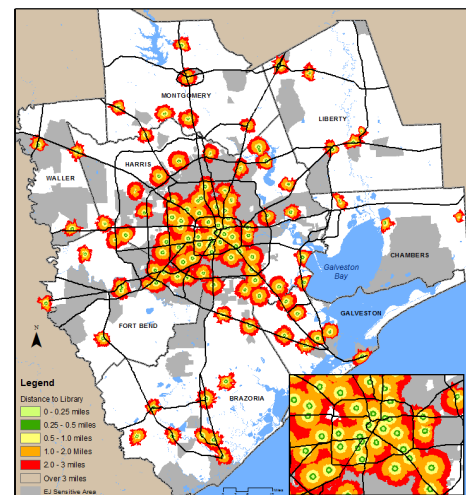 MONTGOMERY
LIBERTY
HARRIS
WALLER
CHAMBERS
Galveston
Bay
GALVESTON
N
FORT BEND
BRAZORIA
Legend
Distance to Library
0 - 0.25 miles
0.25 - 0.5 miles
0.5 - 1.0 miles
1.0 - 2.0 Miles
2.0 - 3 miles
Over 3 miles
EJ Sensitive Area